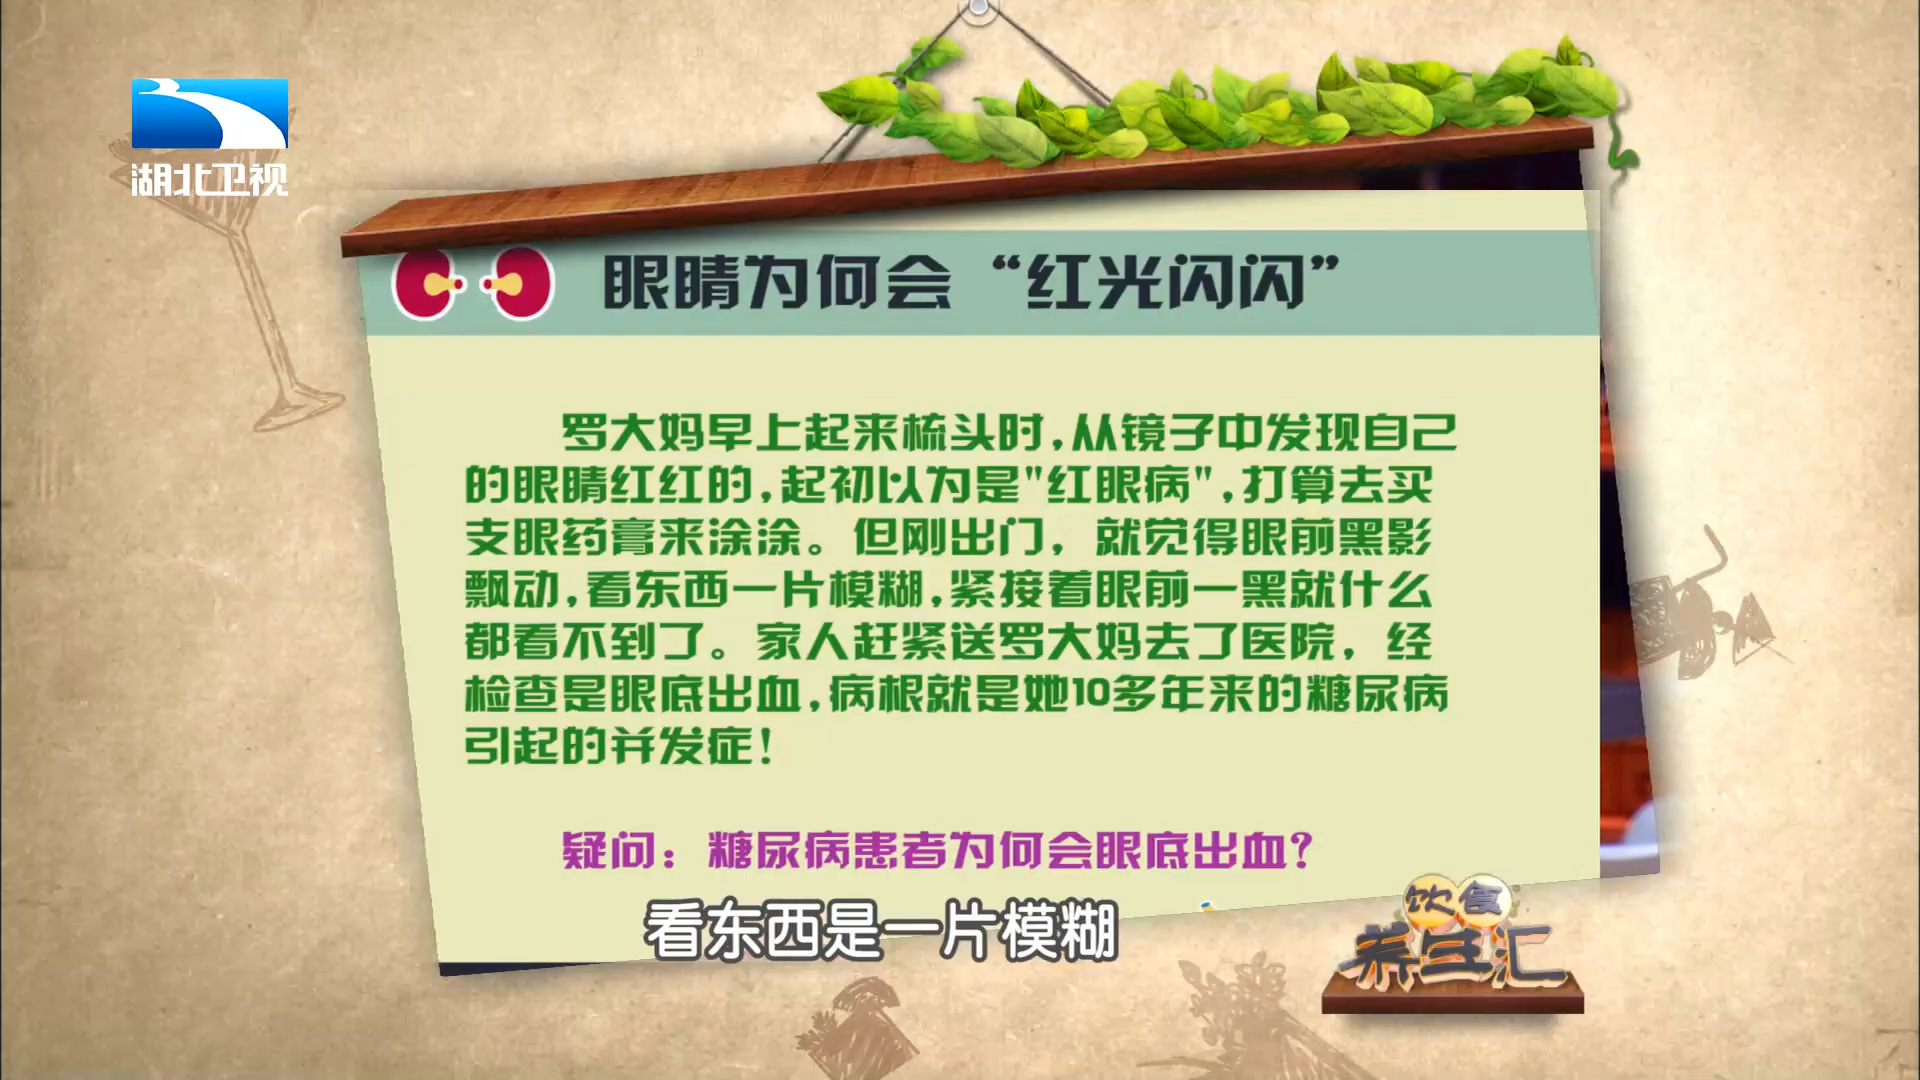 湖北卫视
眼睛为何会“红光闪闪”
罗大妈早上起来梳头时,从镜子中发现自己
的眼睛红红的,起初以为是"红眼病",打算去买
支眼药膏来涂涂。但刚出门，就觉得眼前黑影
飘动,看东西一片模糊,紧接着眼前一黑就什么
都看不到了。家人赶紧送罗大妈去了医院，经
检查是眼底出血,病根就是她10多年来的糖尿病
引起的并发症！
疑问：糖尿病患者为何会眼底出血？
看东西是一片模糊
饮食
养生汇